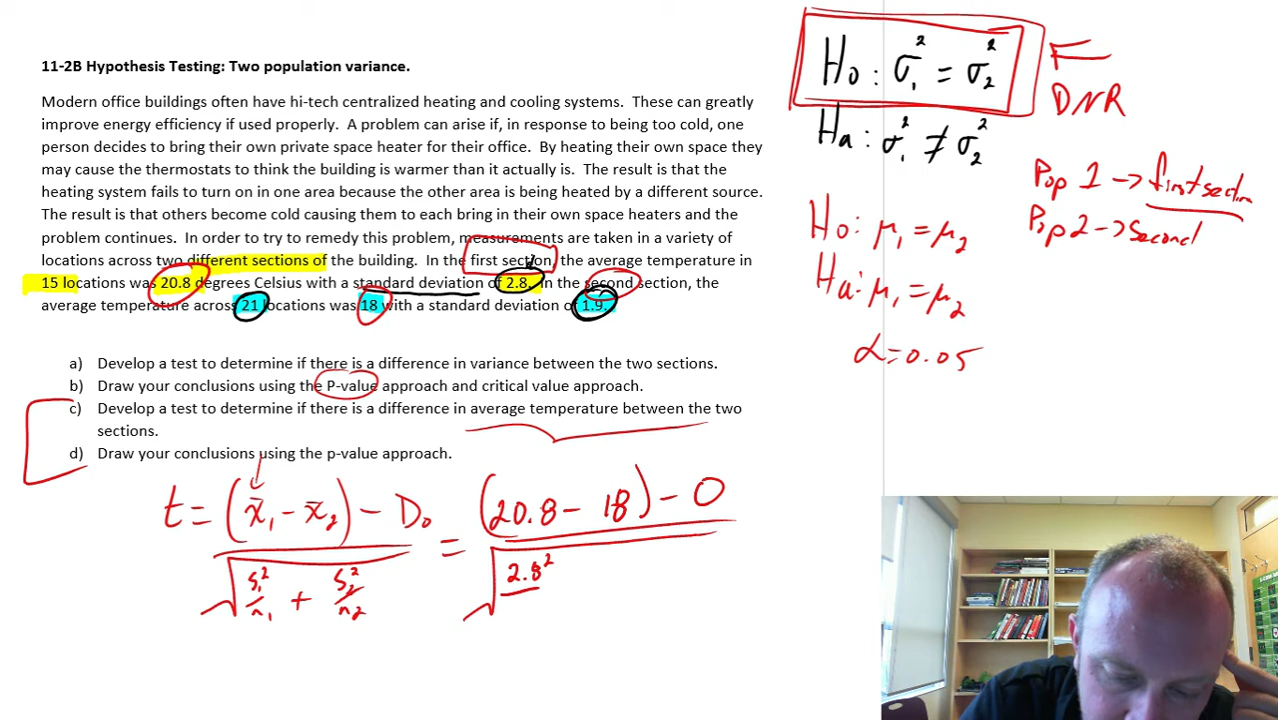 11-2B Hypothesis Testing: Two population variance.
Modern office buildings often have hi-tech centralized heating and cooling systems. These can greatly
improve energy efficiency if used properly. A problem can arise if, in response to being too cold, one
person decides to bring their own private space heater for their office. By heating their own space they
may cause the thermostats to think the building is warmer than it actually is. The result is that the
heating system fails to turn on in one area because the other area is being heated by a different source.
The result is that others become cold causing them to each bring in their own space heaters and the
problem continues. In order to try to remedy this problem, measurements are taken in a variety of
locations across two different sections of the building. In the first section, the average temperature in
15 locations was 20.8 degrees Celsius with a standard deviation of 2.8. In the second section, the
average temperature across 21 locations was 18 with a standard deviation of 1.9.
a) Develop a test to determine if there is a difference in variance between the two sections.
b) Draw your conclusions using the P-value approach and critical value approach.
c) Develop a test to determine if there is a difference in average temperature between the two
sections.
d) Draw your conclusions using the p-value approach.
t = (x̄₁ - x̄₂) - D₀ = (20.8 - 18) - 0
√ S₁²/n₁ + S₂²/n₂ √ 2.8²
Ho: σ₁² = σ₂²
DNR
Ha: σ₁² ≠ σ₂²
Pop 1 -> first section
Pop 2 -> Second
Ho: μ₁ = μ₂
Ha: μ₁ = μ₂
α = 0.05